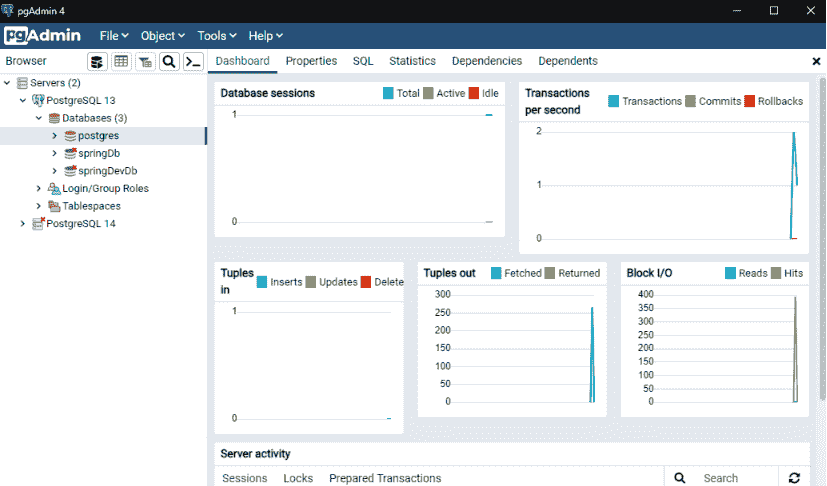 pgAdmin 4
pgAdmin File Object Tools Help
Browser
Dashboard Properties SQL Statistics Dependencies Dependents
Servers (2)
PostgreSQL 13
Databases (3)
postgres
springDb
springDevDb
Login/Group Roles
Tablespaces
PostgreSQL 14
Database sessions
Total Active Idle
1
0
Transactions per second
Transactions Commits Rollbacks
2
1
0
Tuples in
Inserts Updates Delete
1
0
Tuples out
Fetched Returned
300
250
200
150
100
50
0
Block I/O
Reads Hits
400
350
300
250
200
150
100
50
0
Server activity
Sessions Locks Prepared Transactions
Search